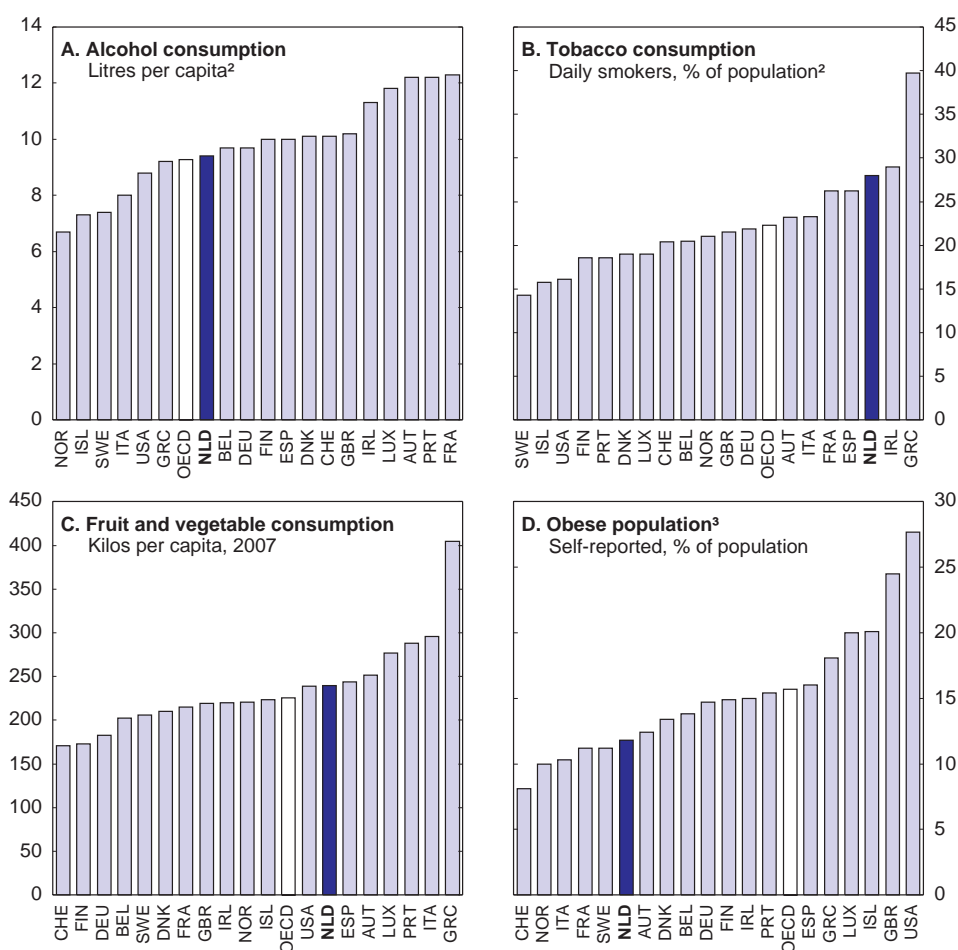 14
12
10
8
6
4
2
0
A. Alcohol consumption
Litres per capita²
NOR ISL SWE ITA USA GRC OECD NLD BEL DEU FIN ESP DNK CHE GBR IRL LUX AUT PRT FRA
B. Tobacco consumption
Daily smokers, % of population²
45
40
35
30
25
20
15
10
5
0
SWE ISL USA FIN PRT DNK LUX CHE BEL NOR GBR DEU OECD AUT ITA FRA ESP NLD IRL GRC
450
400
350
300
250
200
150
100
50
0
C. Fruit and vegetable consumption
Kilos per capita, 2007
CHE FIN DEU BEL SWE DNK FRA GBR IRL NOR ISL OECD USA NLD ESP AUT LUX PRT ITA GRC
D. Obese population³
Self-reported, % of population
30
25
20
15
10
5
0
CHE NOR ITA FRA SWE NLD AUT DNK BEL DEU FIN IRL PRT OECD ESP GRC LUX ISL GBR USA